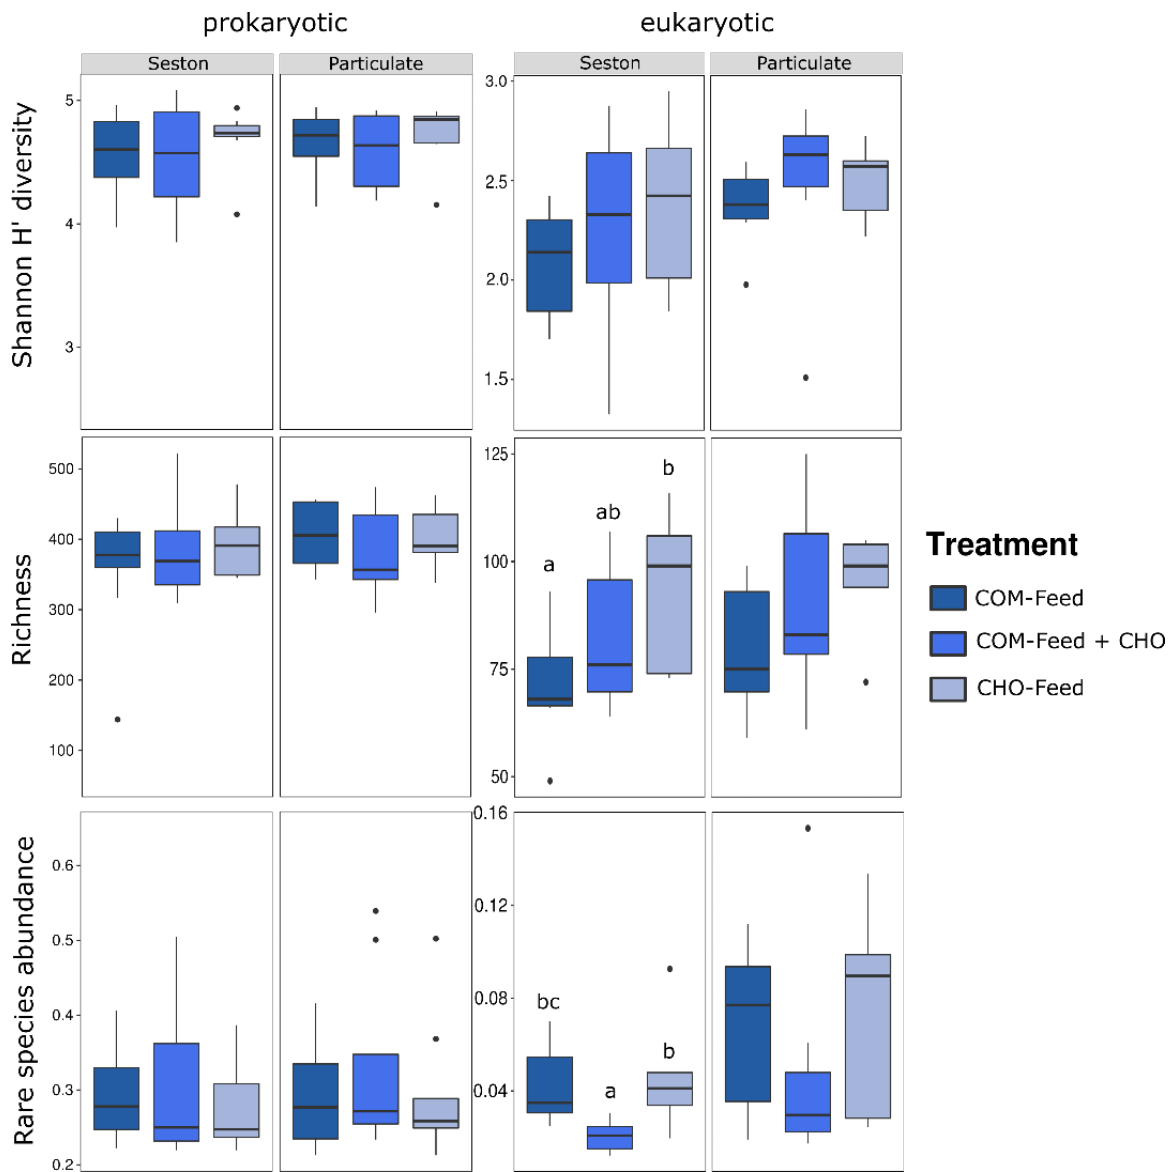 prokaryotic eukaryotic
Seston Particulate Seston Particulate
Shannon H' diversity
5
4
3
3.0
2.5
2.0
1.5
Richness
500
400
300
200
100
125
100
75
50
a
ab
b
Rare species abundance
0.6
0.5
0.4
0.3
0.2
0.16
0.12
0.08
0.04
bc
a
b
Treatment
COM-Feed
COM-Feed + CHO
CHO-Feed